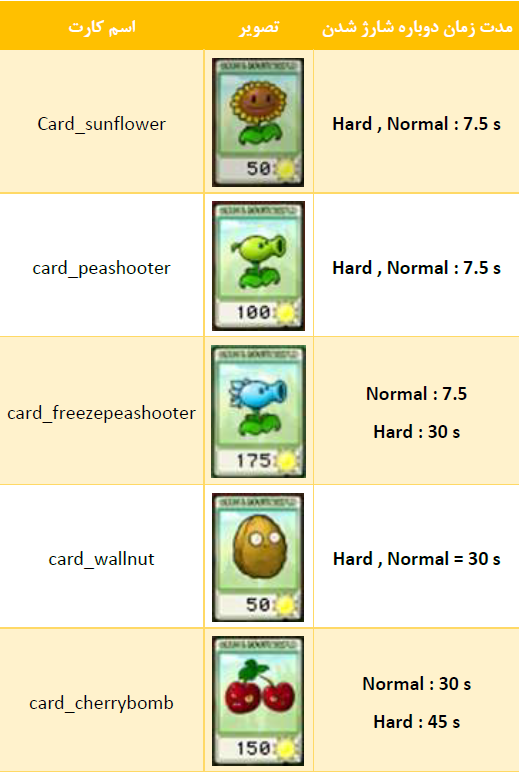 مدت زمان دوباره شارژ شدن
تصویر
اسم کارت
Card_sunflower
50
Hard , Normal : 7.5 s
card_peashooter
100
Hard , Normal : 7.5 s
card_freezepeashooter
175
Normal : 7.5
Hard : 30 s
card_wallnut
50
Hard , Normal = 30 s
card_cherrybomb
150
Normal : 30 s
Hard : 45 s